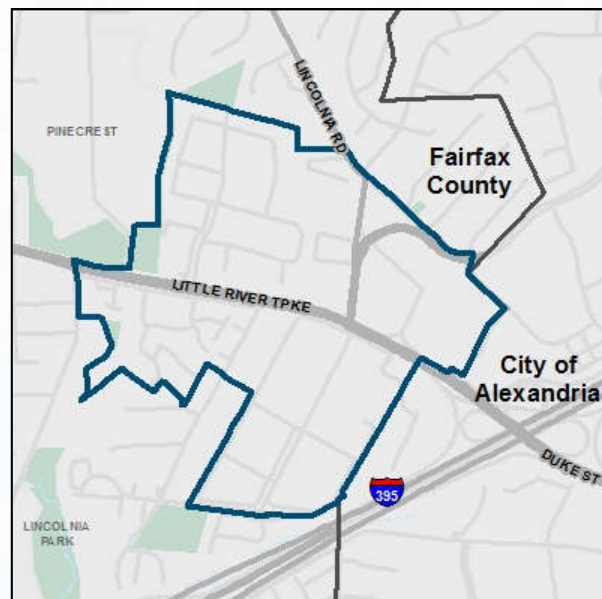 LINCOLNIA RD
PINECREST
Fairfax
County
LITTLE RIVER TPKE
City of
Alexandria
DUKE ST
395
LINCOLNIA
PARK